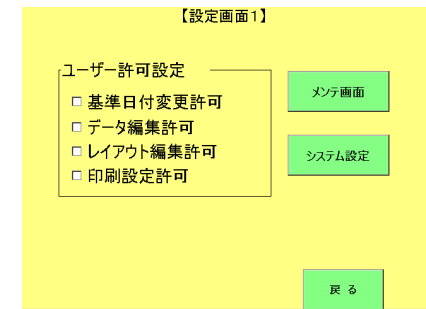 【設定画面1】
ユーザー許可設定
基準日付変更許可
データ編集許可
レイアウト編集許可
印刷設定許可
メンテ画面
システム設定
戻る